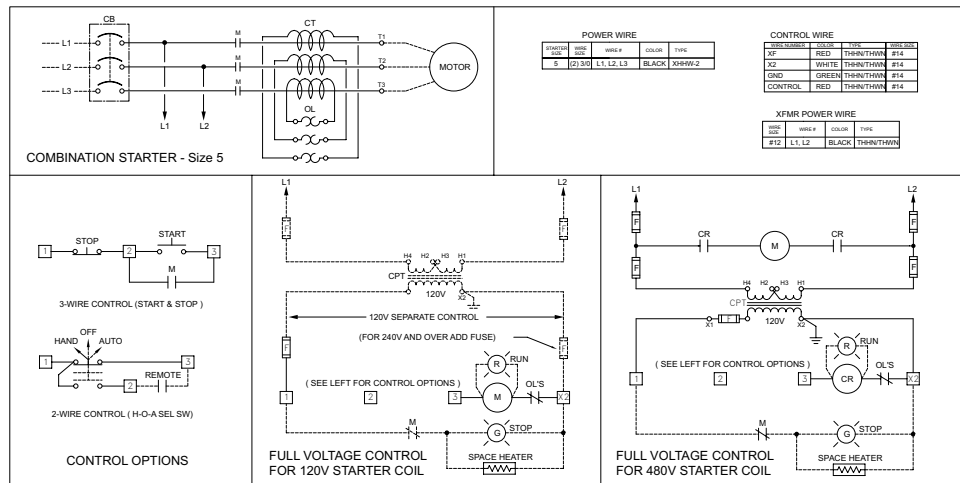 CB
CT
L1
M
T1
L2
M
T2
MOTOR
L3
M
T3
OL
L1 L2
COMBINATION STARTER - Size 5
POWER WIRE
STARTER SIZE WIRE SIZE WIRE # COLOR TYPE
5 (2) 3/0 L1, L2, L3 BLACK XHHW-2
CONTROL WIRE
WIRE NUMBER COLOR TYPE WIRE SIZE
XF RED THHN/THWN #14
X2 WHITE THHN/THWN #14
GND GREEN THHN/THWN #14
CONTROL RED THHN/THWN #14
XFMR POWER WIRE
WIRE SIZE WIRE # COLOR TYPE
#12 L1, L2 BLACK THHN/THWN
STOP START
1 2 3
M
3-WIRE CONTROL (START & STOP )
OFF
HAND AUTO
1 3
2 REMOTE
2-WIRE CONTROL ( H-O-A SEL SW)
CONTROL OPTIONS
L1 L2
F F
H4 H2 H3 H1
CPT
120V X2
120V SEPARATE CONTROL
(FOR 240V AND OVER ADD FUSE)
F F
R RUN
( SEE LEFT FOR CONTROL OPTIONS ) OL'S
1 2 3 M X2
M G STOP
SPACE HEATER
FULL VOLTAGE CONTROL
FOR 120V STARTER COIL
L1 L2
F F
CR M CR
F F
H4 H2 H3 H1
CPT
X1 F 120V X2
R RUN
( SEE LEFT FOR CONTROL OPTIONS ) OL'S
1 2 3 CR X2
M G STOP
SPACE HEATER
FULL VOLTAGE CONTROL
FOR 480V STARTER COIL